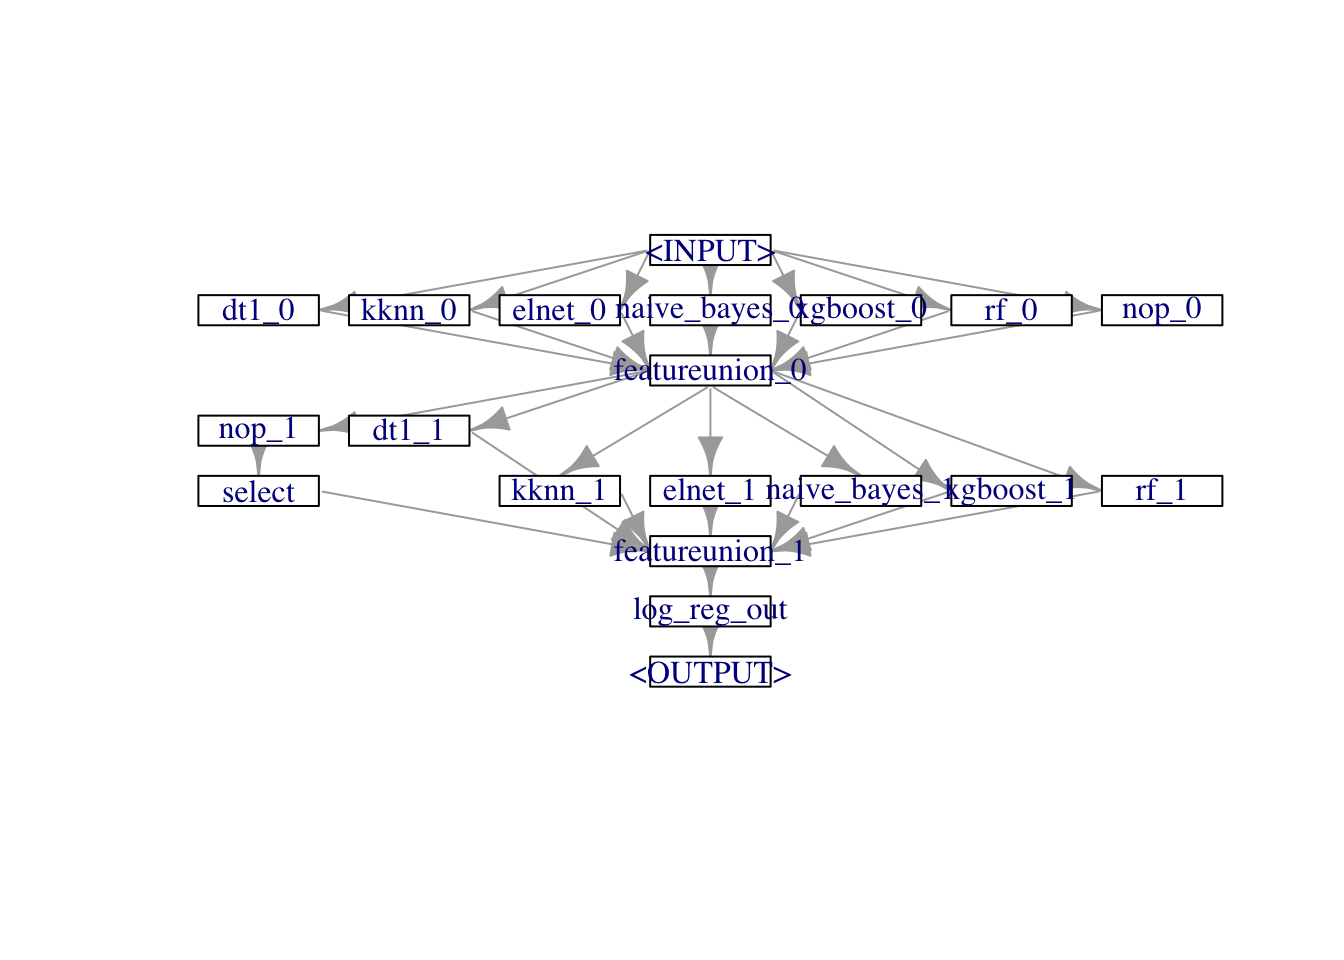 <INPUT>
dt1_0 kknn_0 elnet_0 naive_bayes_0 xgboost_0 rf_0 nop_0
featureunion_0
nop_1 dt1_1
select kknn_1 elnet_1 naive_bayes_1 xgboost_1 rf_1
featureunion_1
log_reg_out
<OUTPUT>